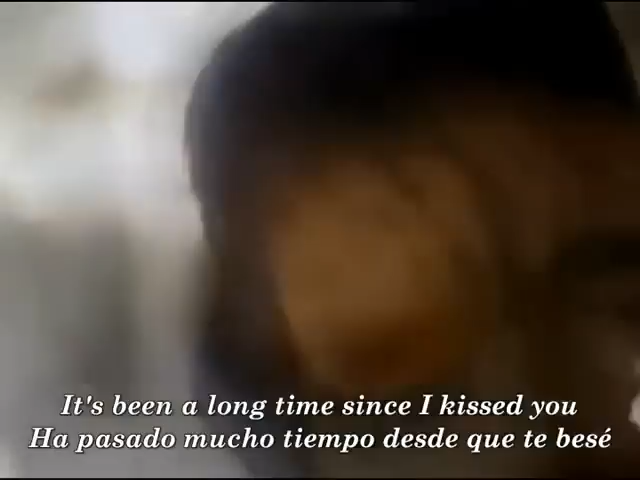 It's been a long time since I kissed you
Ha pasado mucho tiempo desde que te besé